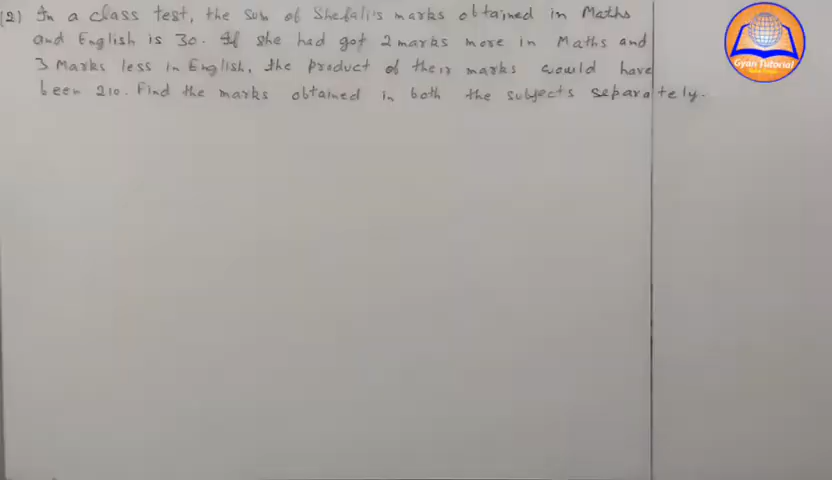 (2) In a class test, the sum of Shefali's marks obtained in Maths
and English is 30. If she had got 2 marks more in Maths and
3 Marks less in English, the product of their marks would have
been 210. Find the marks obtained in both the subjects separately.
Gyan Tutorial